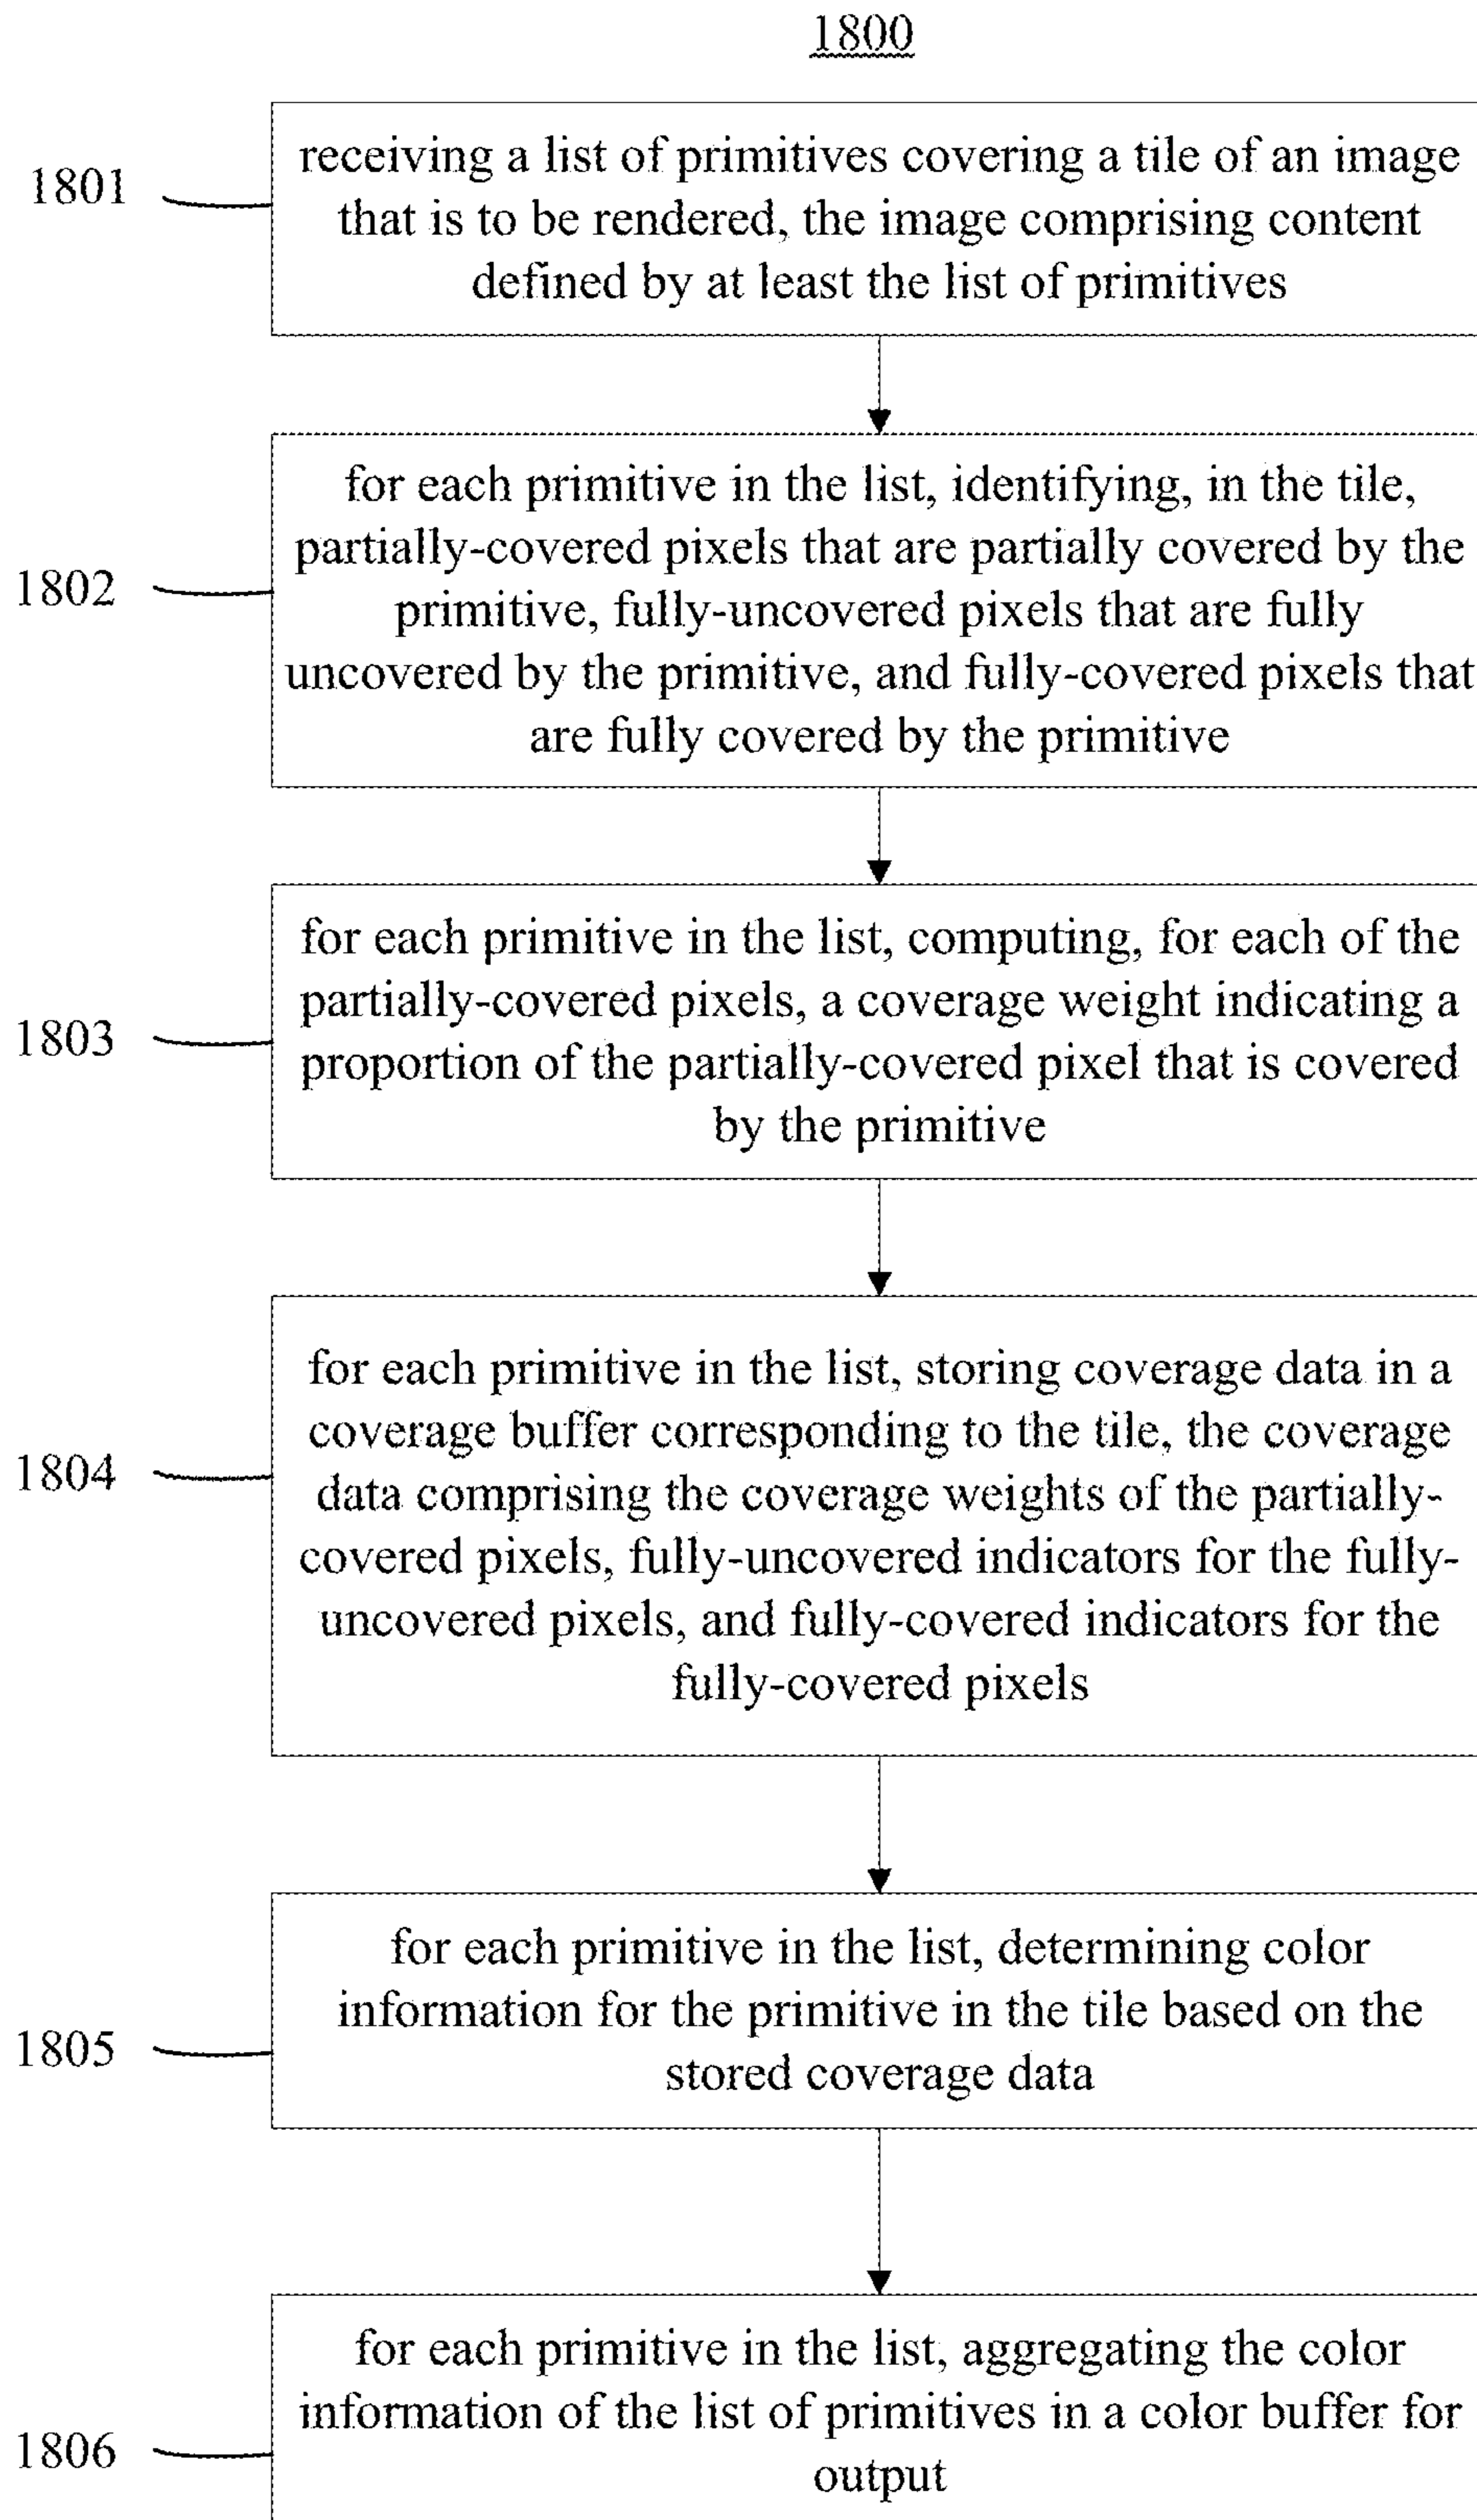 1800
1801
receiving a list of primitives covering a tile of an image
that is to be rendered, the image comprising content
defined by at least the list of primitives
1802
for each primitive in the list, identifying, in the tile,
partially-covered pixels that are partially covered by the
primitive, fully-uncovered pixels that are fully
uncovered by the primitive, and fully-covered pixels that
are fully covered by the primitive
1803
for each primitive in the list, computing, for each of the
partially-covered pixels, a coverage weight indicating a
proportion of the partially-covered pixel that is covered
by the primitive
1804
for each primitive in the list, storing coverage data in a
coverage buffer corresponding to the tile, the coverage
data comprising the coverage weights of the partially-
covered pixels, fully-uncovered indicators for the fully-
uncovered pixels, and fully-covered indicators for the
fully-covered pixels
1805
for each primitive in the list, determining color
information for the primitive in the tile based on the
stored coverage data
1806
for each primitive in the list, aggregating the color
information of the list of primitives in a color buffer for
output